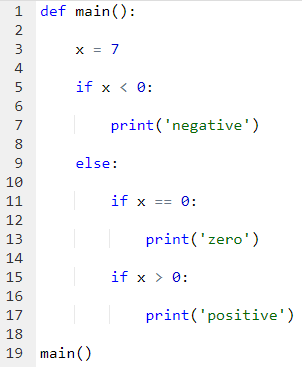 1 def main():
2
3     x = 7
4
5     if x < 0:
6
7         print('negative')
8
9     else:
10
11         if x == 0:
12
13             print('zero')
14
15         if x > 0:
16
17             print('positive')
18
19 main()